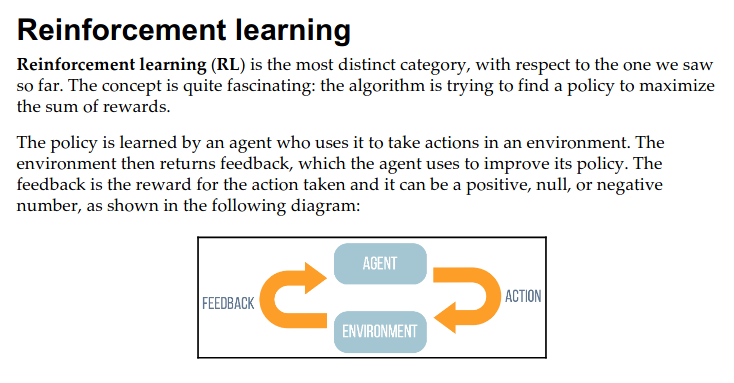 Reinforcement learning
Reinforcement learning (RL) is the most distinct category, with respect to the one we saw
so far. The concept is quite fascinating: the algorithm is trying to find a policy to maximize
the sum of rewards.
The policy is learned by an agent who uses it to take actions in an environment. The
environment then returns feedback, which the agent uses to improve its policy. The
feedback is the reward for the action taken and it can be a positive, null, or negative
number, as shown in the following diagram:
AGENT
FEEDBACK
ACTION
ENVIRONMENT